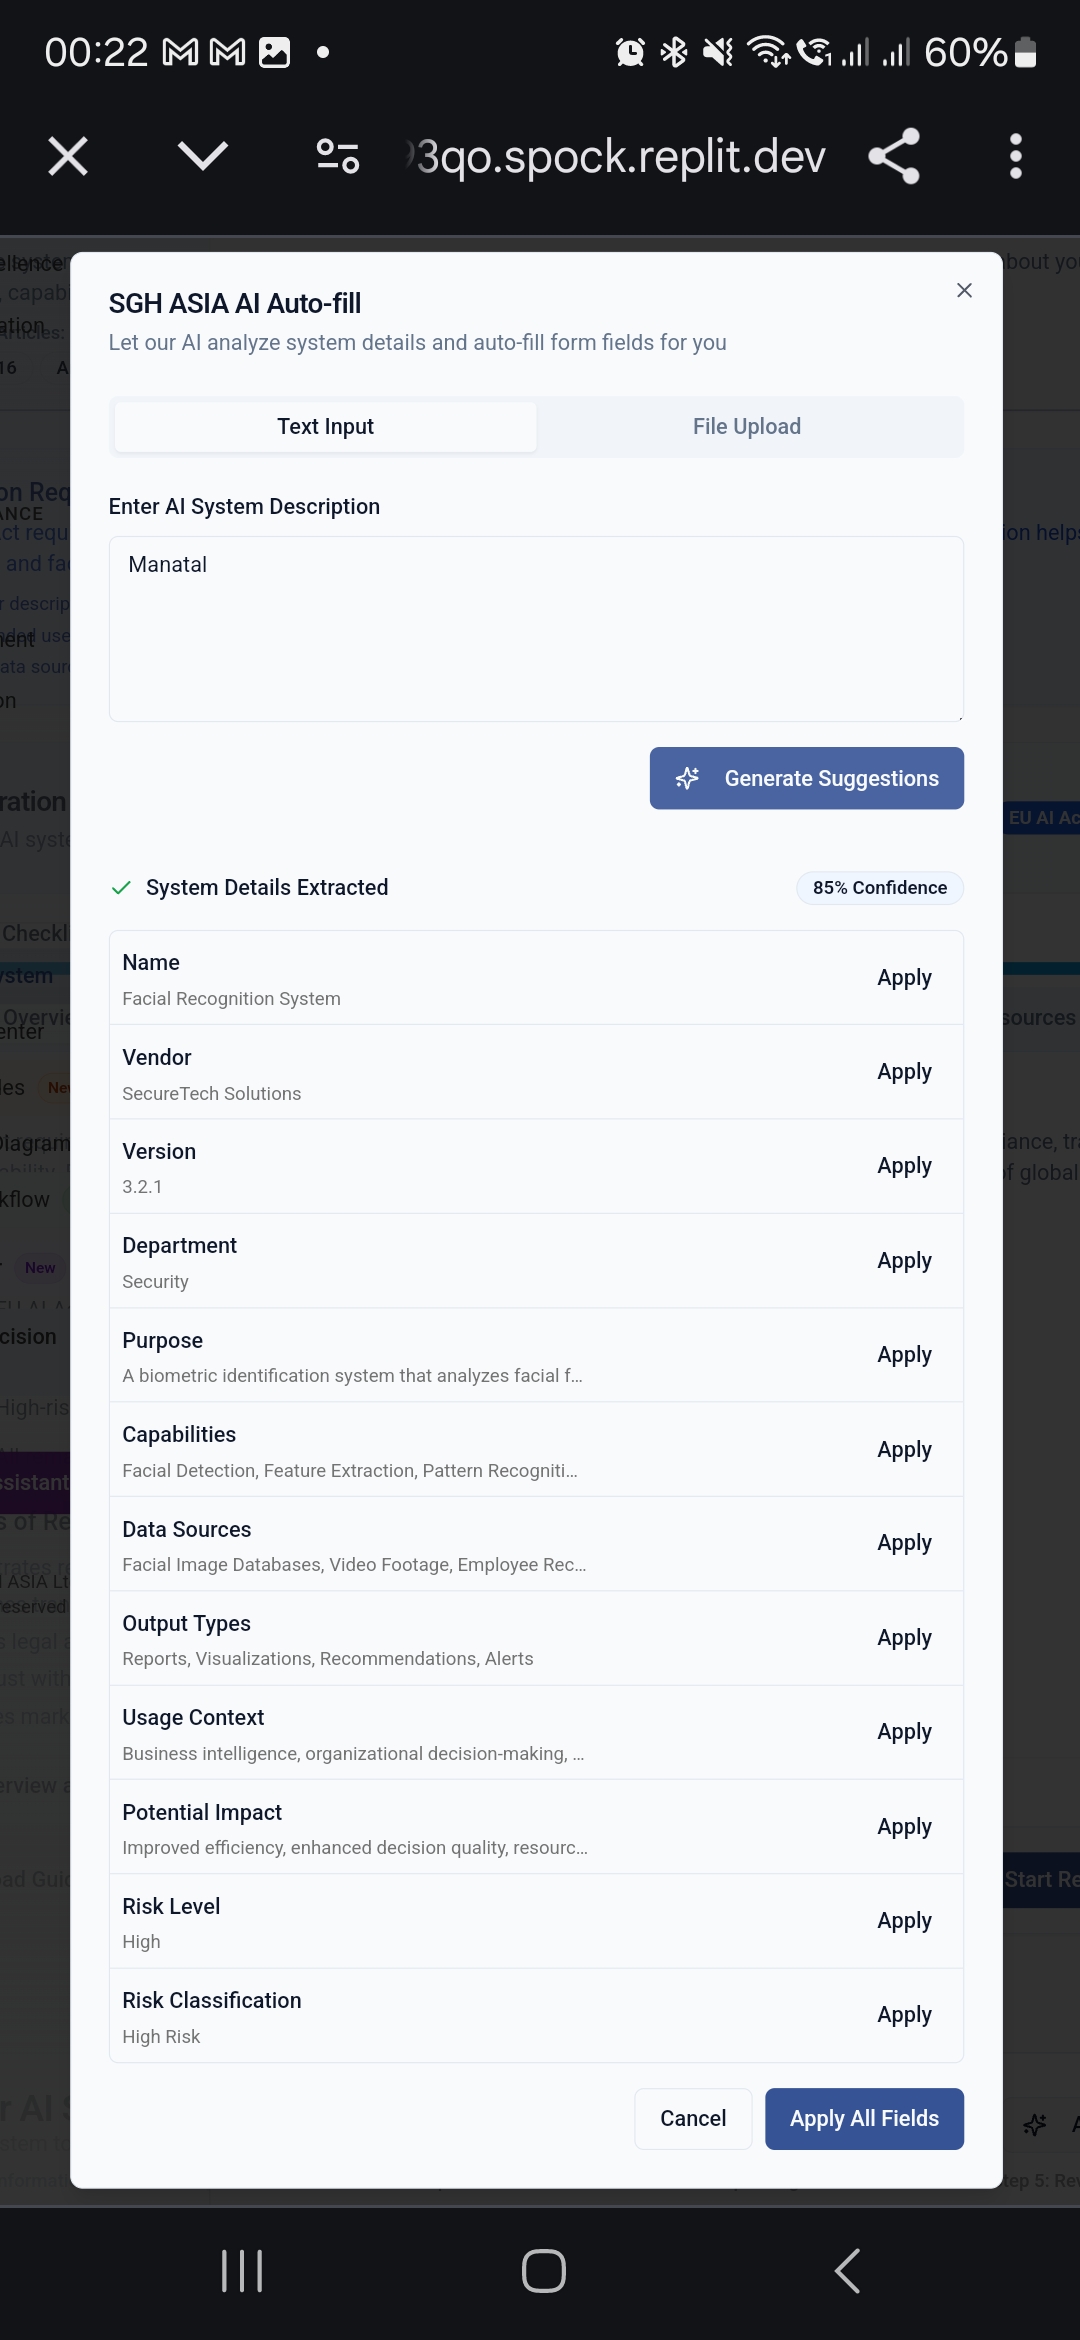 00:22
60%
93qo.spock.replit.dev
SGH ASIA AI Auto-fill
Let our AI analyze system details and auto-fill form fields for you
Text Input
File Upload
Enter AI System Description
Manatal
Generate Suggestions
System Details Extracted
85% Confidence
Name
Facial Recognition System
Apply
Vendor
SecureTech Solutions
Apply
Version
3.2.1
Apply
Department
Security
Apply
Purpose
A biometric identification system that analyzes facial f...
Apply
Capabilities
Facial Detection, Feature Extraction, Pattern Recogniti...
Apply
Data Sources
Facial Image Databases, Video Footage, Employee Rec...
Apply
Output Types
Reports, Visualizations, Recommendations, Alerts
Apply
Usage Context
Business intelligence, organizational decision-making, ...
Apply
Potential Impact
Improved efficiency, enhanced decision quality, resourc...
Apply
Risk Level
High
Apply
Risk Classification
High Risk
Apply
Cancel
Apply All Fields